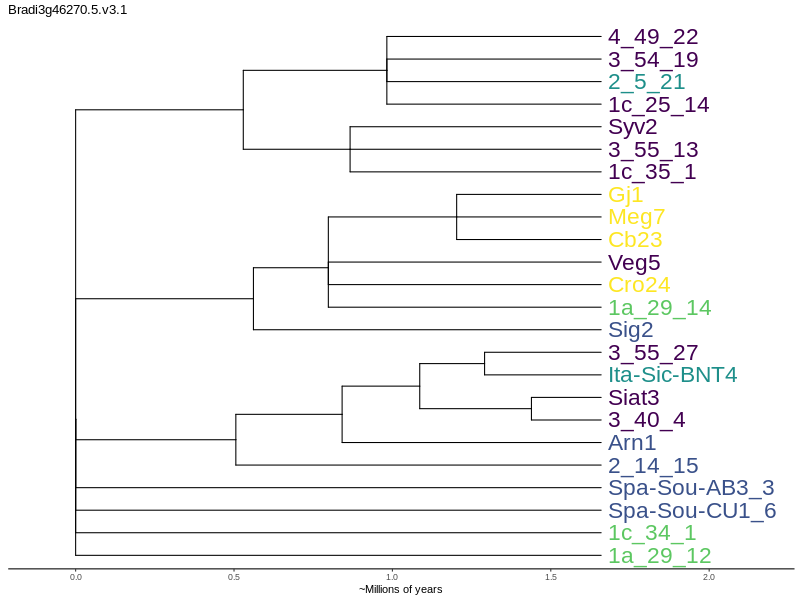 Bradi3g46270.5.v3.1
4_49_22
3_54_19
2_5_21
1c_25_14
Syv2
3_55_13
1c_35_1
Gj1
Meg7
Cb23
Veg5
Cro24
1a_29_14
Sig2
3_55_27
Ita-Sic-BNT4
Siat3
3_40_4
Arn1
2_14_15
Spa-Sou-AB3_3
Spa-Sou-CU1_6
1c_34_1
1a_29_12
0.0 0.5 1.0 1.5 2.0
~Millions of years